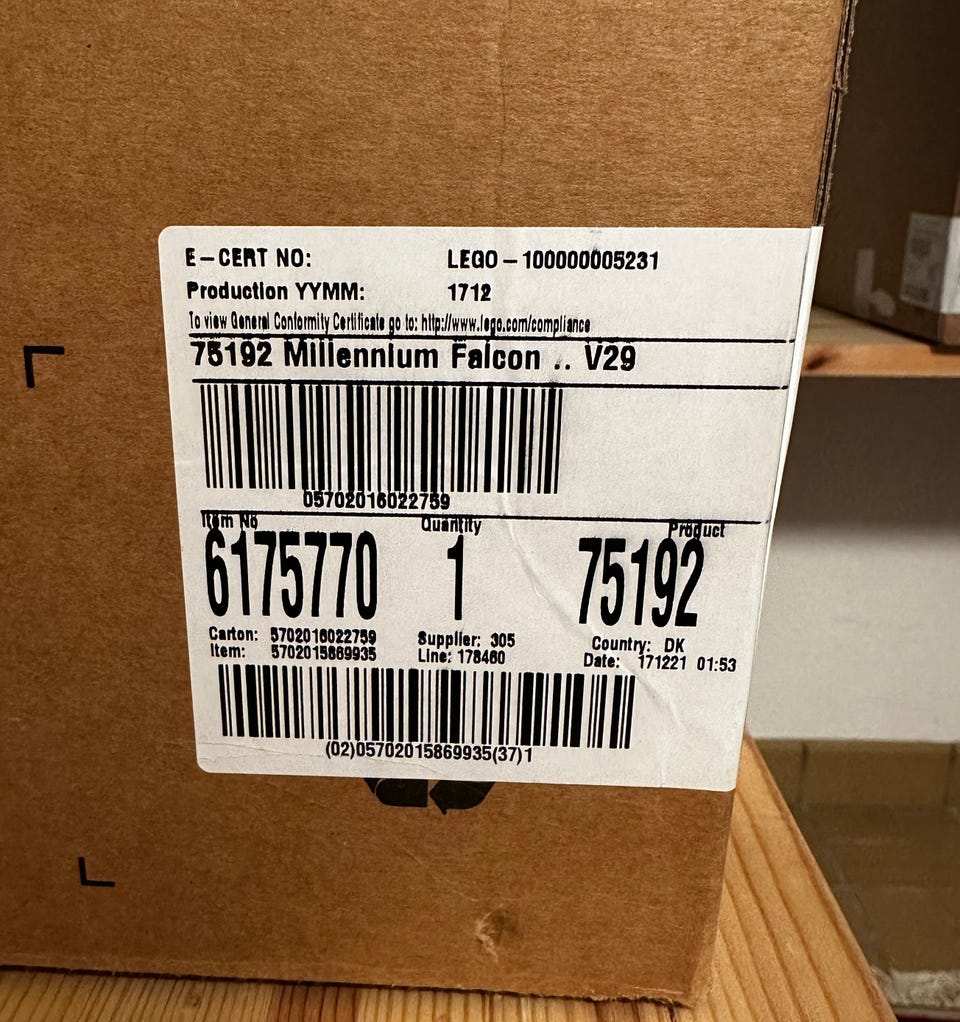 E-CERT NO: LEGO - 100000005231
Production YYMM: 1712
To view General Conformity Certificate go to: http://www.lego.com/compliance
75192 Millennium Falcon .. V29
05702016022759
Item No Quantity Product
6175770 1 75192
Carton: 5702016022759 Supplier: 305 Country: DK
Item: 5702015869935 Line: 178460 Date: 171221 01:53
(02)05702015869935(37)1